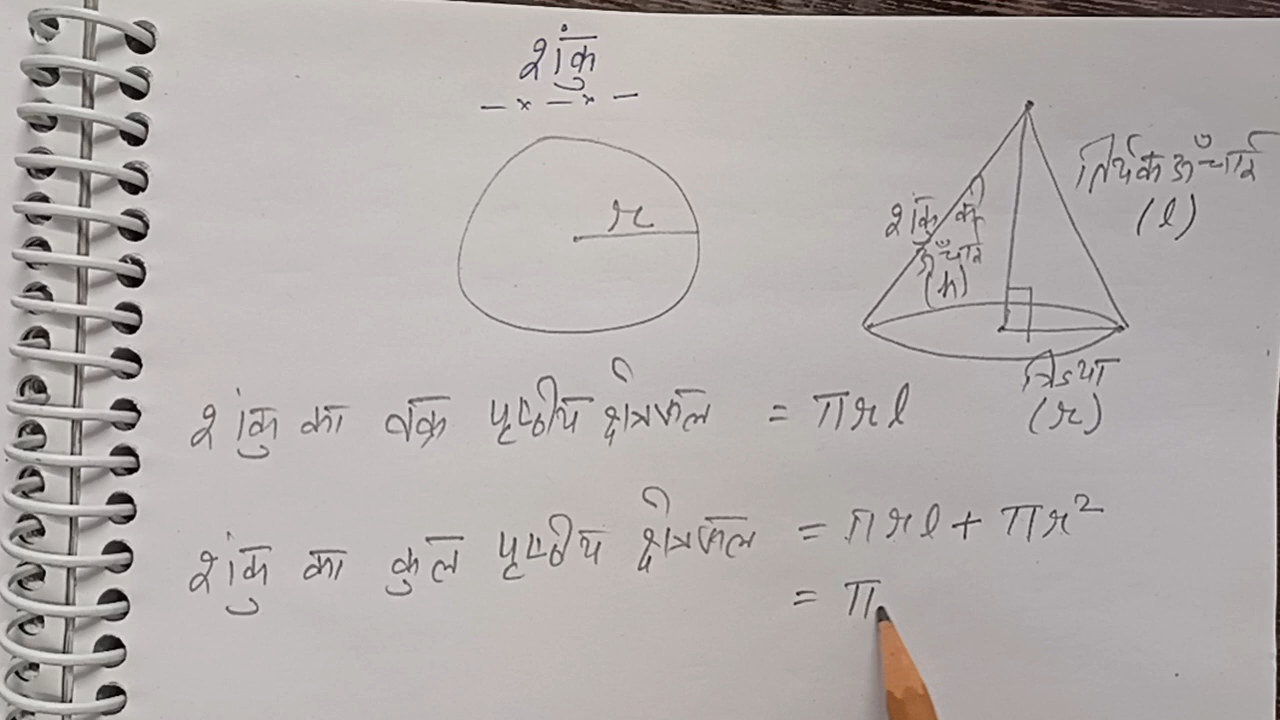 शंकु
r
तिर्यक ऊँचाई
(l)
शंकु की
ऊँचाई
(h)
त्रिज्या
(r)
शंकु का वक्र पृष्ठीय क्षेत्रफल = πrl
शंकु का कुल पृष्ठीय क्षेत्रफल = πrl + πr²
= π